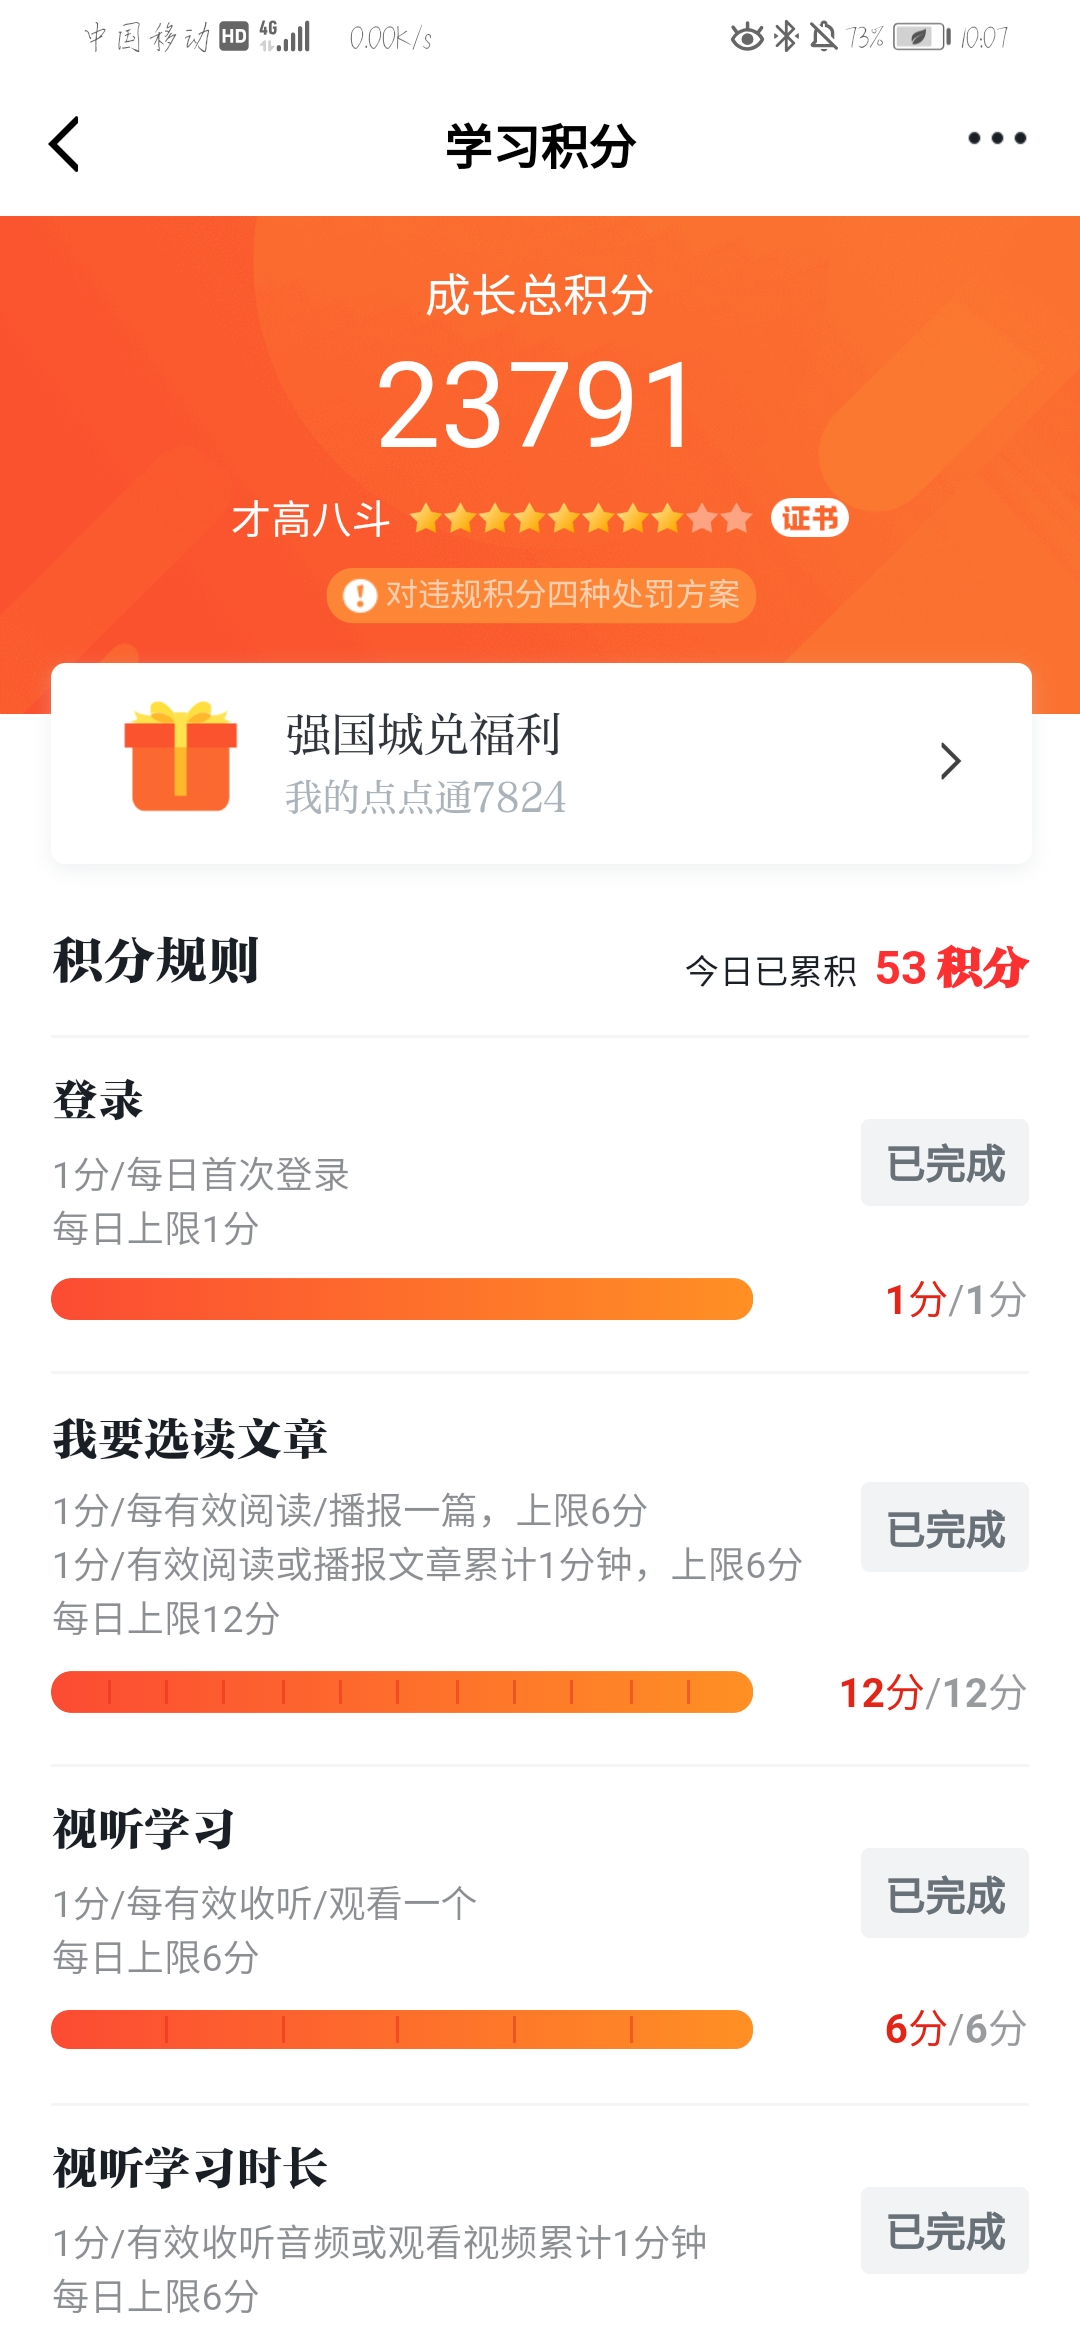 中国移动 HD 4G 0.00K/s 73% 10:07
学习积分
成长总积分
23791
才高八斗 证书
对违规积分四种处罚方案
强国城兑福利
我的点点通7824
积分规则 今日已累积 53 积分
登录
已完成
1分/每日首次登录
每日上限1分
1分/1分
我要选读文章
已完成
1分/每有效阅读/播报一篇，上限6分
1分/有效阅读或播报文章累计1分钟，上限6分
每日上限12分
12分/12分
视听学习
已完成
1分/每有效收听/观看一个
每日上限6分
6分/6分
视听学习时长
已完成
1分/有效收听音频或观看视频累计1分钟
每日上限6分